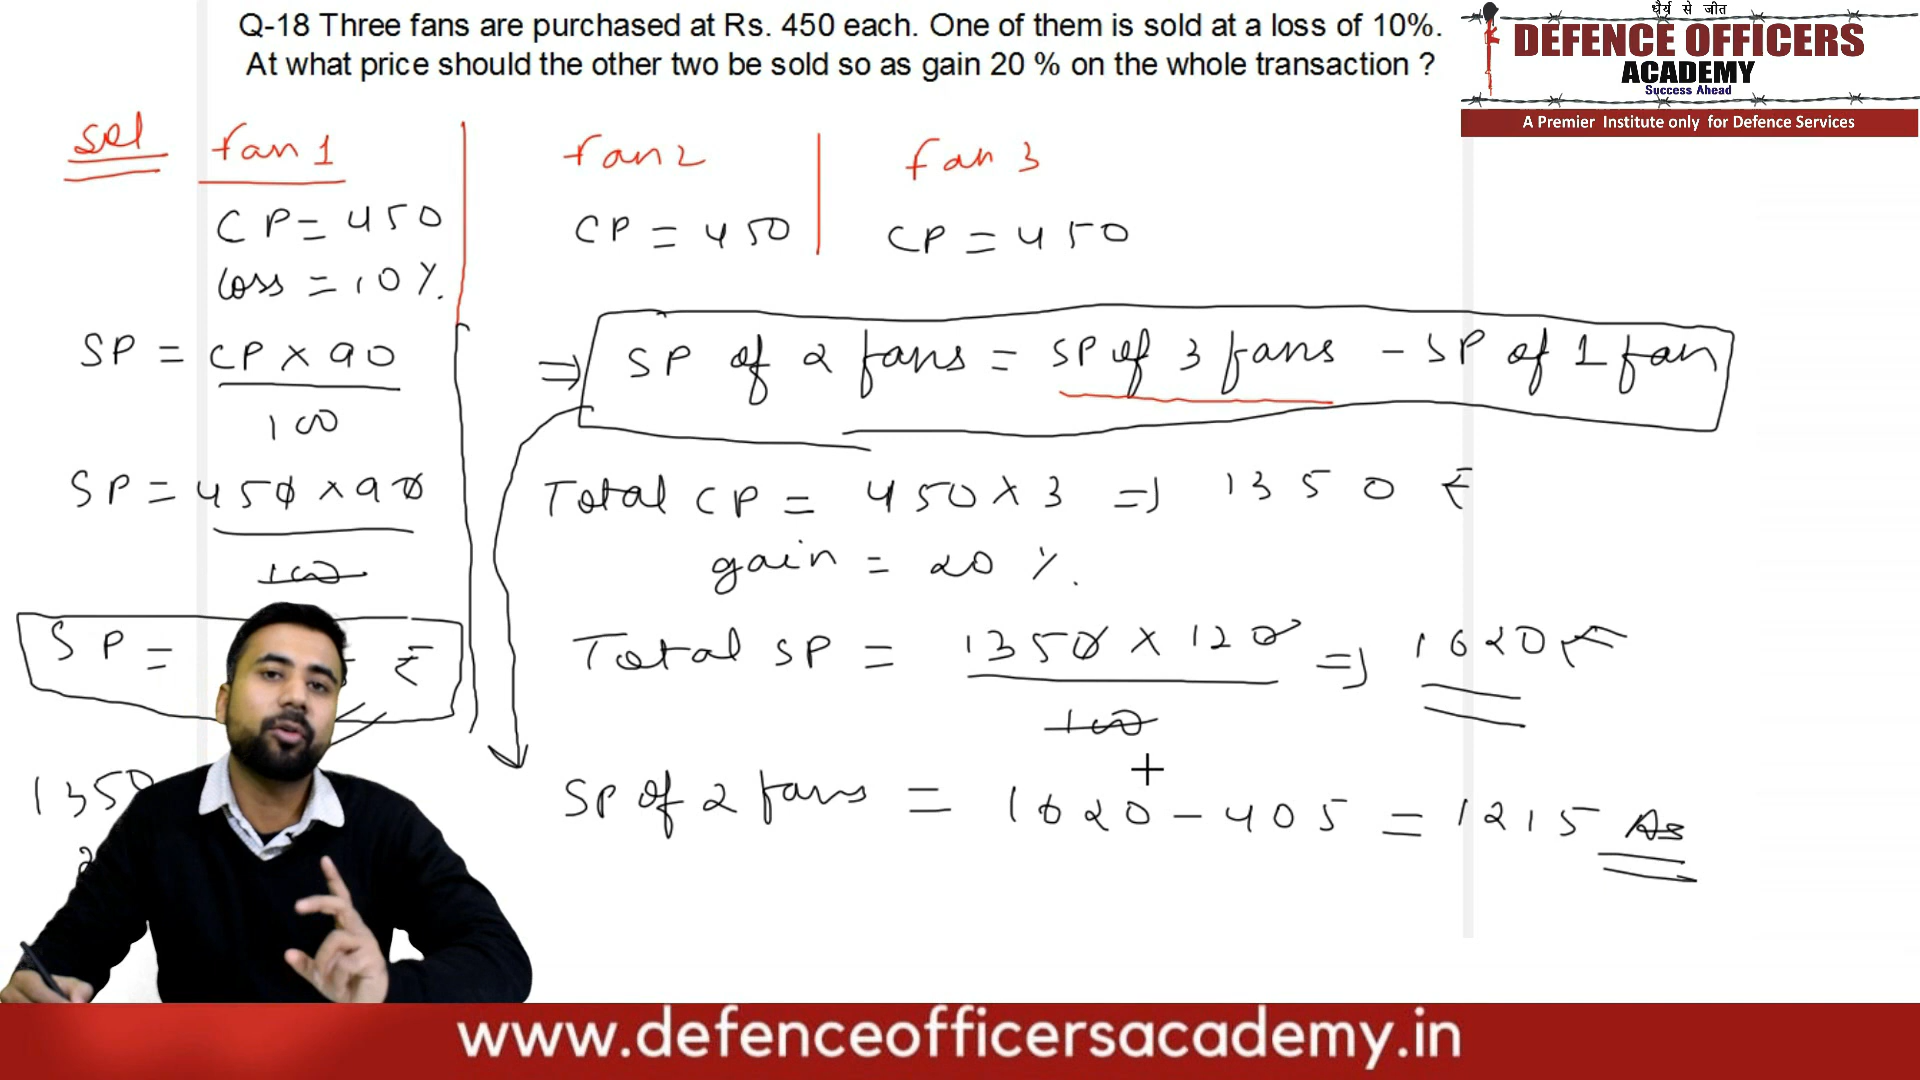 Q-18 Three fans are purchased at Rs. 450 each. One of them is sold at a loss of 10%.
At what price should the other two be sold so as gain 20 % on the whole transaction ?
धैर्य से जीत
DEFENCE OFFICERS
ACADEMY
Success Ahead
A Premier Institute only for Defence Services
sol fan 1
CP = 450
loss = 10 %.
SP = CP × 90
100
SP = 450 × 90
100
SP = ₹
1350
2
fan 2
CP = 450
fan 3
CP = 450
⇒ SP of 2 fans = SP of 3 fans - SP of 1 fan
Total CP = 450 × 3 ⇒ 1350 ₹
gain = 20 %.
Total SP = 1350 × 120 ⇒ 1620 ₹
100
SP of 2 fans = 1620 - 405 = 1215 As
www.defenceofficersacademy.in